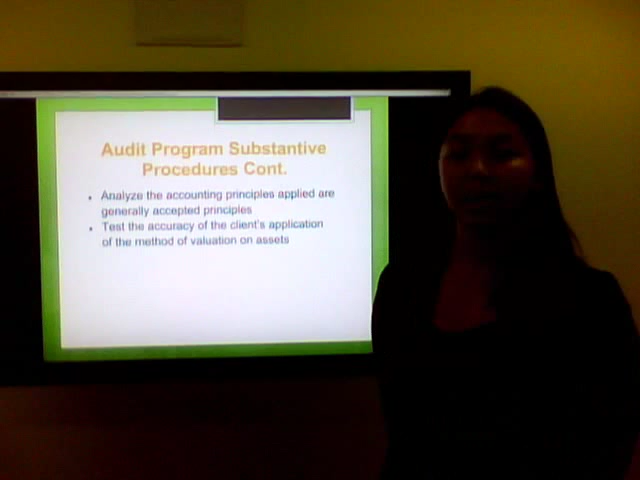 Audit Program Substantive
Procedures Cont.
Analyze the accounting principles applied are
generally accepted principles
Test the accuracy of the client's application
of the method of valuation on assets